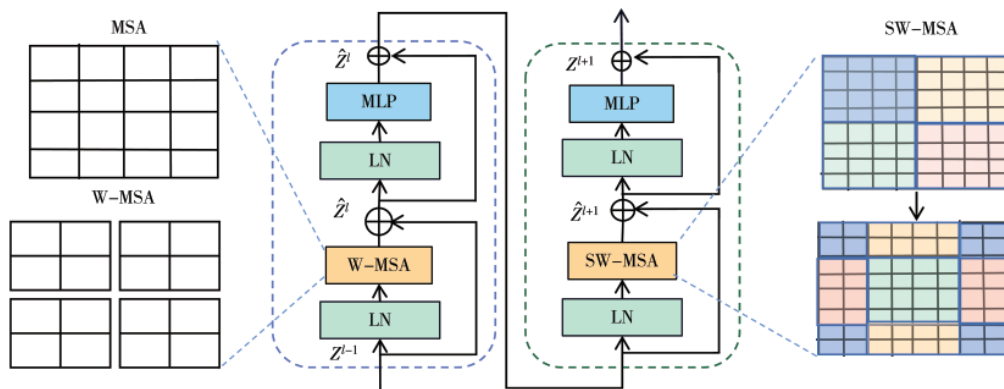 MSA
W-MSA
Ẑˡ
MLP
LN
Ẑˡ
W-MSA
LN
Zˡ⁻¹
Zˡ⁺¹
MLP
LN
Ẑˡ⁺¹
SW-MSA
LN
SW-MSA